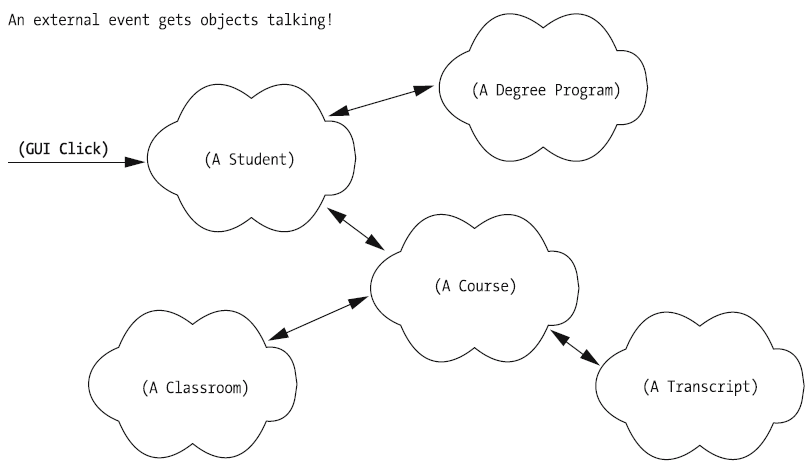 An external event gets objects talking!
(A Degree Program)
(GUI Click)
(A Student)
(A Course)
(A Classroom)
(A Transcript)